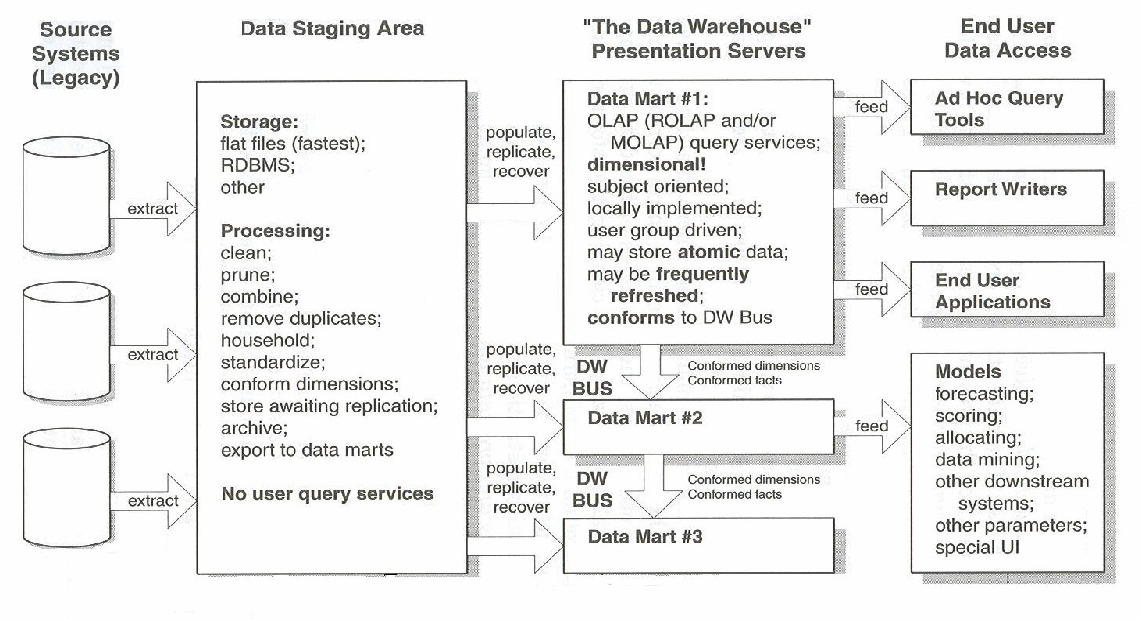 Source
Systems
(Legacy)
extract
extract
extract
Data Staging Area
Storage:
flat files (fastest);
RDBMS;
other
Processing:
clean;
prune;
combine;
remove duplicates;
household;
standardize;
conform dimensions;
store awaiting replication;
archive;
export to data marts
No user query services
populate,
replicate,
recover
populate,
replicate,
recover
populate,
replicate,
recover
"The Data Warehouse"
Presentation Servers
Data Mart #1:
OLAP (ROLAP and/or
MOLAP) query services;
dimensional!
subject oriented;
locally implemented;
user group driven;
may store atomic data;
may be frequently
refreshed;
conforms to DW Bus
DW
BUS
Conformed dimensions
Conformed facts
Data Mart #2
DW
BUS
Conformed dimensions
Conformed facts
Data Mart #3
feed
feed
feed
feed
End User
Data Access
Ad Hoc Query
Tools
Report Writers
End User
Applications
Models
forecasting;
scoring;
allocating;
data mining;
other downstream
systems;
other parameters;
special UI